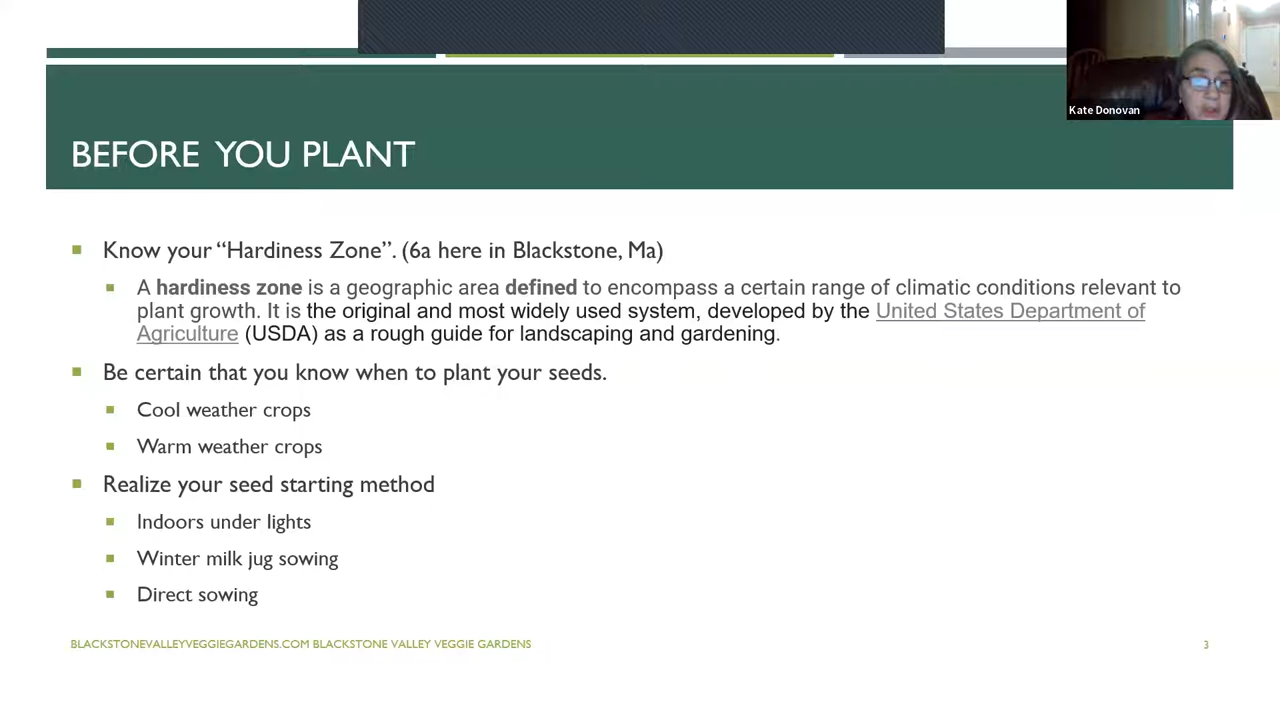 Kate Donovan
BEFORE YOU PLANT
Know your “Hardiness Zone”. (6a here in Blackstone, Ma)
A hardiness zone is a geographic area defined to encompass a certain range of climatic conditions relevant to
plant growth. It is the original and most widely used system, developed by the United States Department of
Agriculture (USDA) as a rough guide for landscaping and gardening.
Be certain that you know when to plant your seeds.
Cool weather crops
Warm weather crops
Realize your seed starting method
Indoors under lights
Winter milk jug sowing
Direct sowing
BLACKSTONEVALLEYVEGGIEGARDENS.COM BLACKSTONE VALLEY VEGGIE GARDENS
3